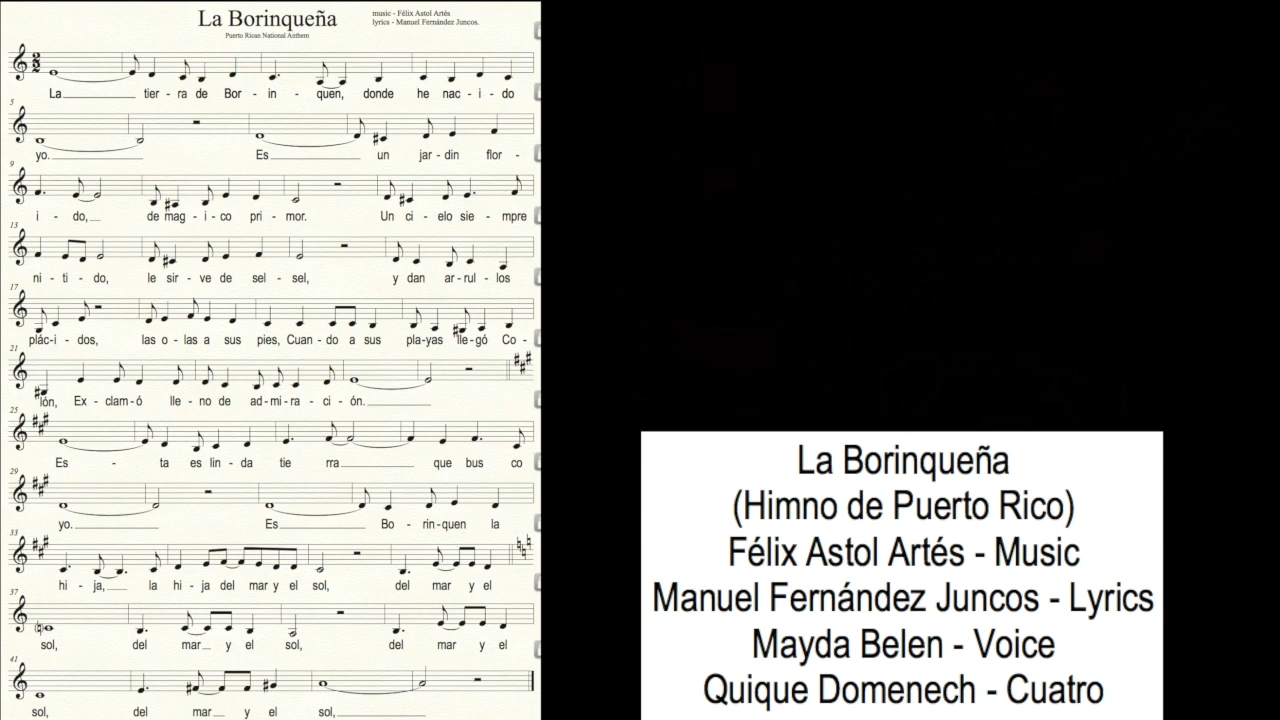 La Borinqueña
music - Félix Astol Artés
lyrics - Manuel Fernández Juncos.
Puerto Rican National Anthem
La tier - ra de Bor - in - quen, donde he nac - i - do
5
yo. Es un jar - din flor -
9
i - do, de mag - i - co pri - mor. Un ci - elo sie - mpre
13
ni - ti - do, le sir - ve de sel - sel, y dan ar - rul - los
17
plác - i - dos, las o - las a sus pies, Cuan - do a sus pla - yas lle - gó Co -
21
lón, Ex - clam - ó lle - no de ad - mi - ra - ci - ón.
25
Es - ta es lin - da tie rra que bus co
29
yo. Es Bo - rin - quen la
33
hi - ja, la hi - ja del mar y el sol, del mar y el
37
sol, del mar y el sol, del mar y el
41
sol, del mar y el sol,
La Borinqueña
(Himno de Puerto Rico)
Félix Astol Artés - Music
Manuel Fernández Juncos - Lyrics
Mayda Belen - Voice
Quique Domenech - Cuatro